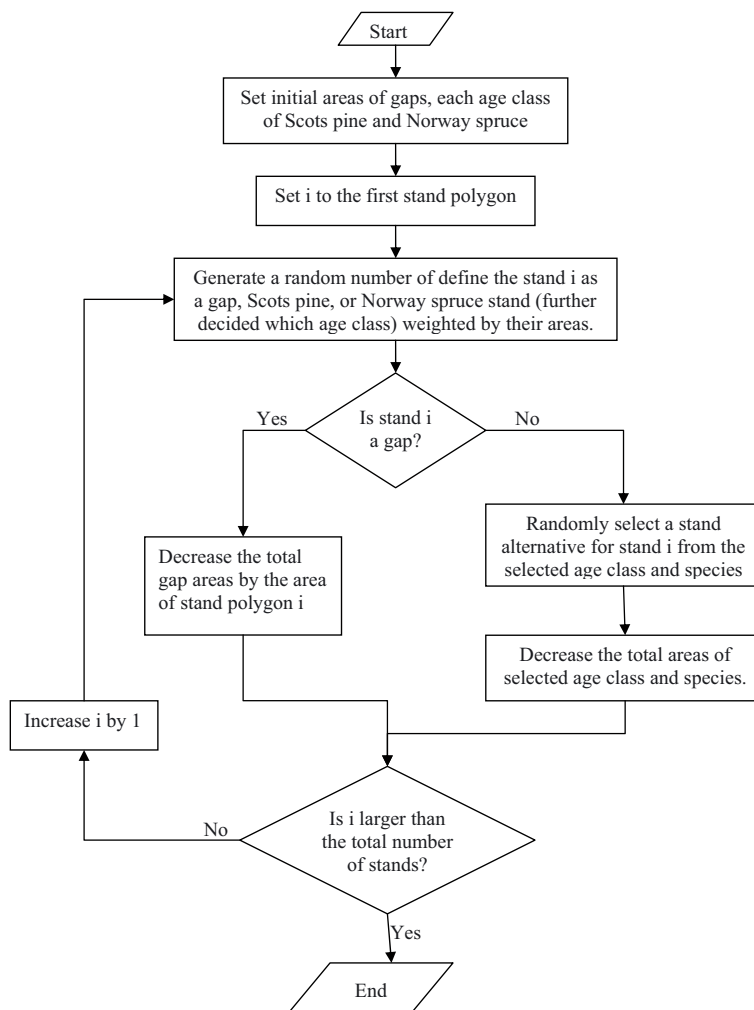 Start
Set initial areas of gaps, each age class
of Scots pine and Norway spruce
Set i to the first stand polygon
Generate a random number of define the stand i as
a gap, Scots pine, or Norway spruce stand (further
decided which age class) weighted by their areas.
Yes
Is stand i
a gap?
No
Decrease the total
gap areas by the area
of stand polygon i
Randomly select a stand
alternative for stand i from the
selected age class and species
Decrease the total areas of
selected age class and species.
Increase i by 1
No
Is i larger than
the total number
of stands?
Yes
End